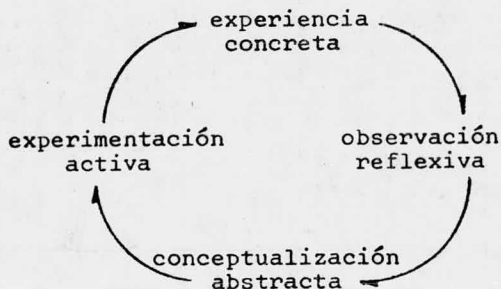 experiencia
concreta
experimentación
activa
observación
reflexiva
conceptualización
abstracta